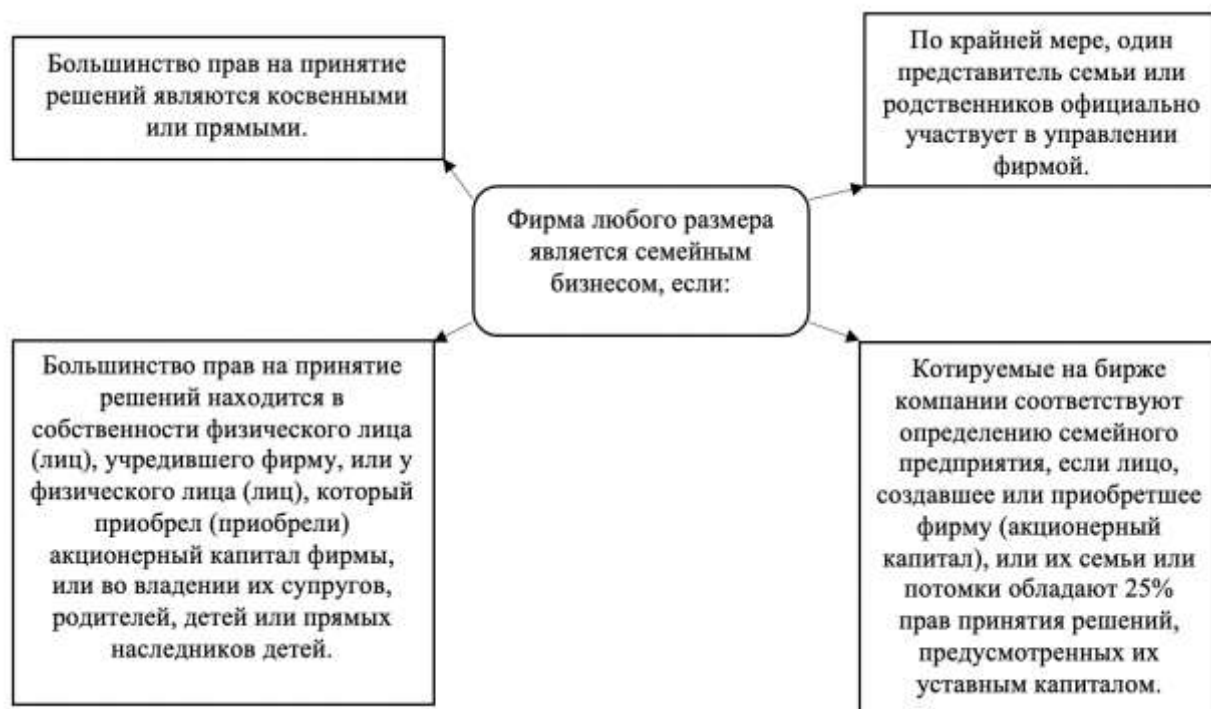 Большинство прав на принятие
решений являются косвенными
или прямыми.
По крайней мере, один
представитель семьи или
родственников официально
участвует в управлении
фирмой.
Фирма любого размера
является семейным
бизнесом, если:
Большинство прав на принятие
решений находится в
собственности физического лица
(лиц), учредившего фирму, или у
физического лица (лиц), который
приобрел (приобрели)
акционерный капитал фирмы,
или во владении их супругов,
родителей, детей или прямых
наследников детей.
Котируемые на бирже
компании соответствуют
определению семейного
предприятия, если лицо,
создавшее или приобретшее
фирму (акционерный
капитал), или их семьи или
потомки обладают 25%
прав принятия решений,
предусмотренных их
уставным капиталом.